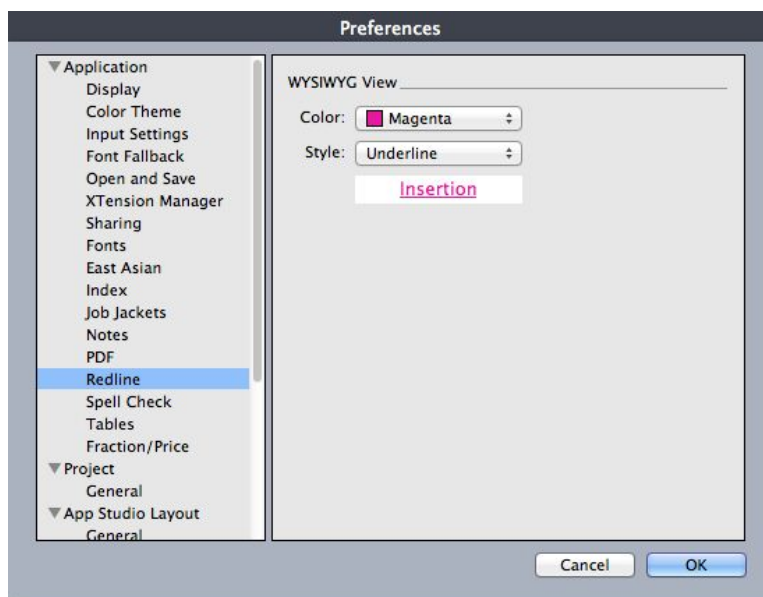 Preferences
Application
Display
Color Theme
Input Settings
Font Fallback
Open and Save
XTension Manager
Sharing
Fonts
East Asian
Index
Job Jackets
Notes
PDF
Redline
Spell Check
Tables
Fraction/Price
Project
General
App Studio Layout
General
WYSIWYG View
Color: Magenta
Style: Underline
Insertion
Cancel OK